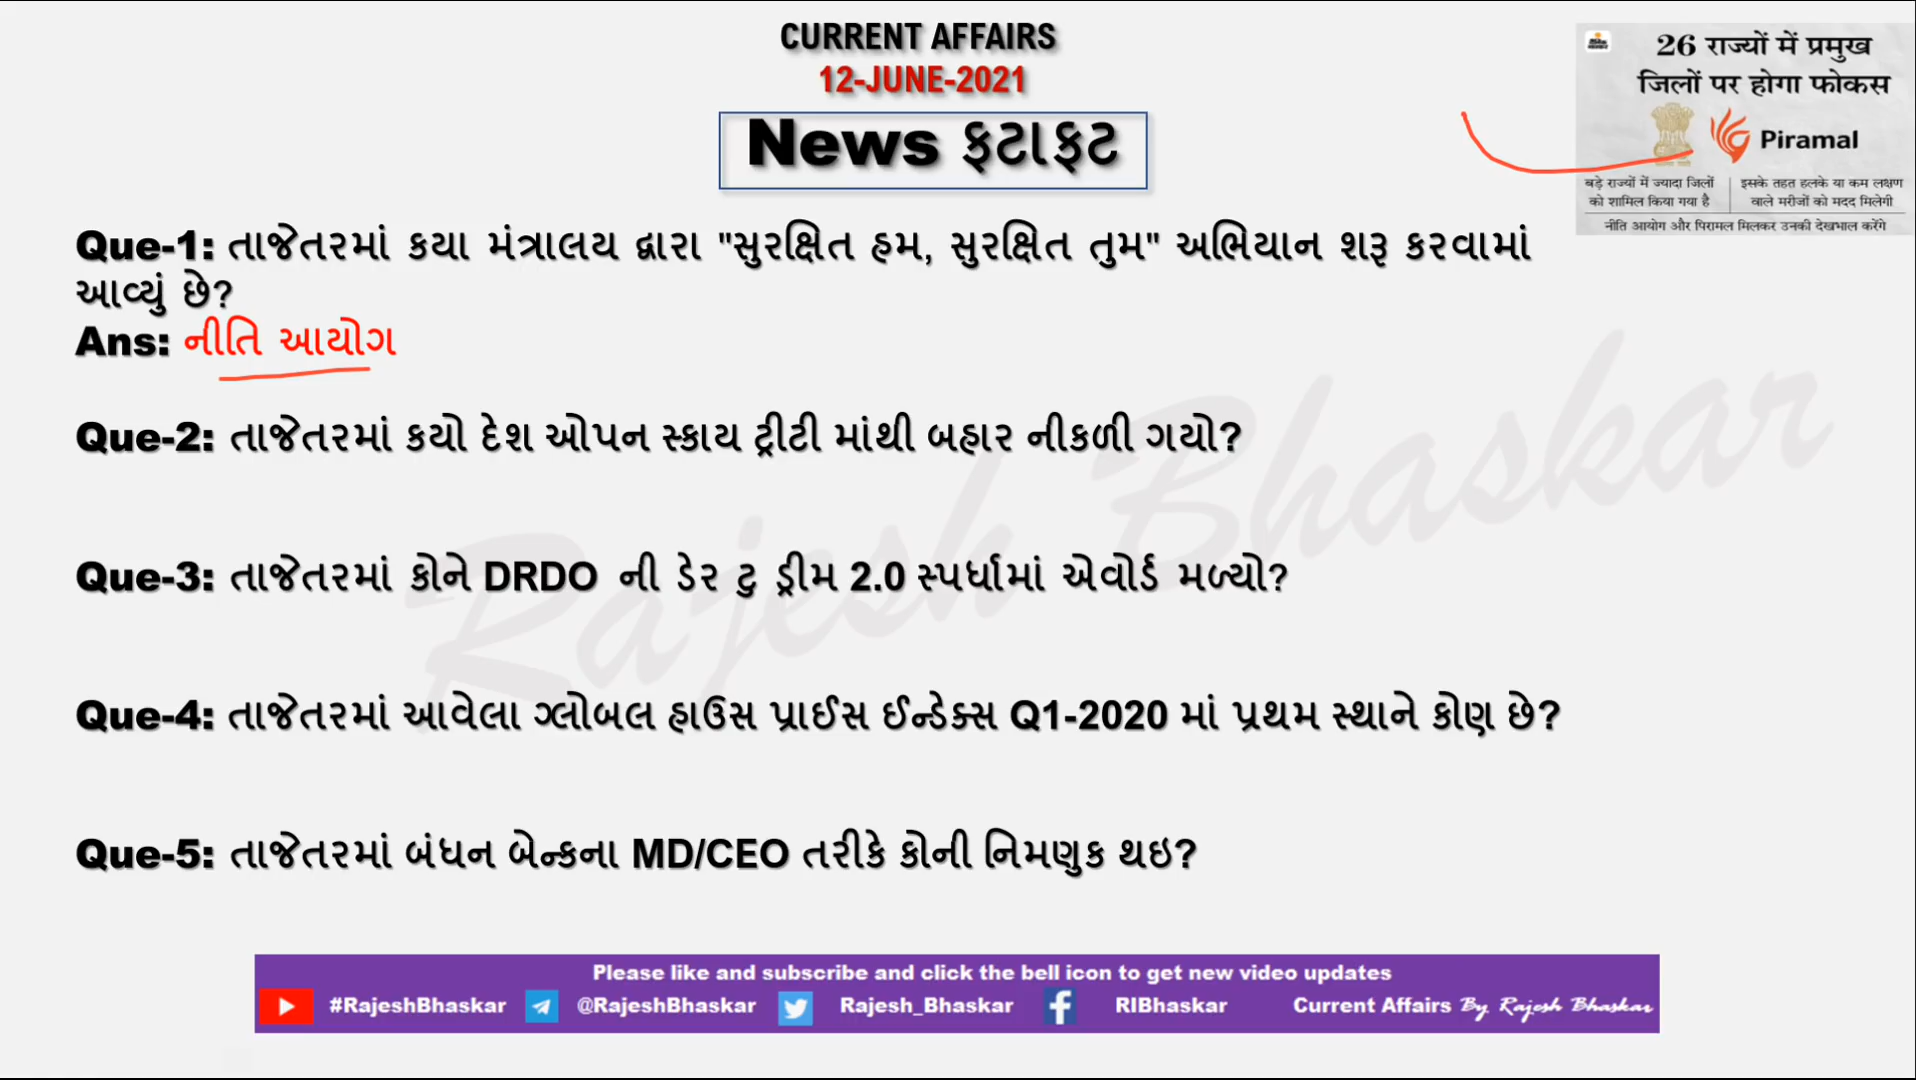 CURRENT AFFAIRS
12-JUNE-2021
News ફટાફટ
26 राज्यों में प्रमुख
जिलों पर होगा फोकस
Piramal
बड़े राज्यों में ज्यादा जिलों
को शामिल किया गया है
इसके तहत हलके या कम लक्षण
वाले मरीजों को मदद मिलेगी
नीति आयोग और पिरामल मिलकर उनकी देखभाल करेंगे
Que-1: તાજેતરમાં કયા મંત્રાલય દ્વારા "સુરક્ષિત હમ, સુરક્ષિત તુમ" અભિયાન શરૂ કરવામાં
આવ્યું છે?
Ans: નીતિ આયોગ
Que-2: તાજેતરમાં કયો દેશ ઓપન સ્કાય ટ્રીટી માંથી બહાર નીકળી ગયો?
Que-3: તાજેતરમાં કોને DRDO ની ડેર ટુ ડ્રીમ 2.0 સ્પર્ધામાં એવોર્ડ મળ્યો?
Que-4: તાજેતરમાં આવેલા ગ્લોબલ હાઉસ પ્રાઈસ ઈન્ડેક્સ Q1-2020 માં પ્રથમ સ્થાને કોણ છે?
Que-5: તાજેતરમાં બંધન બેન્કના MD/CEO તરીકે કોની નિમણુક થઇ?
Rajesh Bhaskar
Please like and subscribe and click the bell icon to get new video updates
#RajeshBhaskar @RajeshBhaskar Rajesh_Bhaskar RIBhaskar Current Affairs By Rajesh Bhaskar